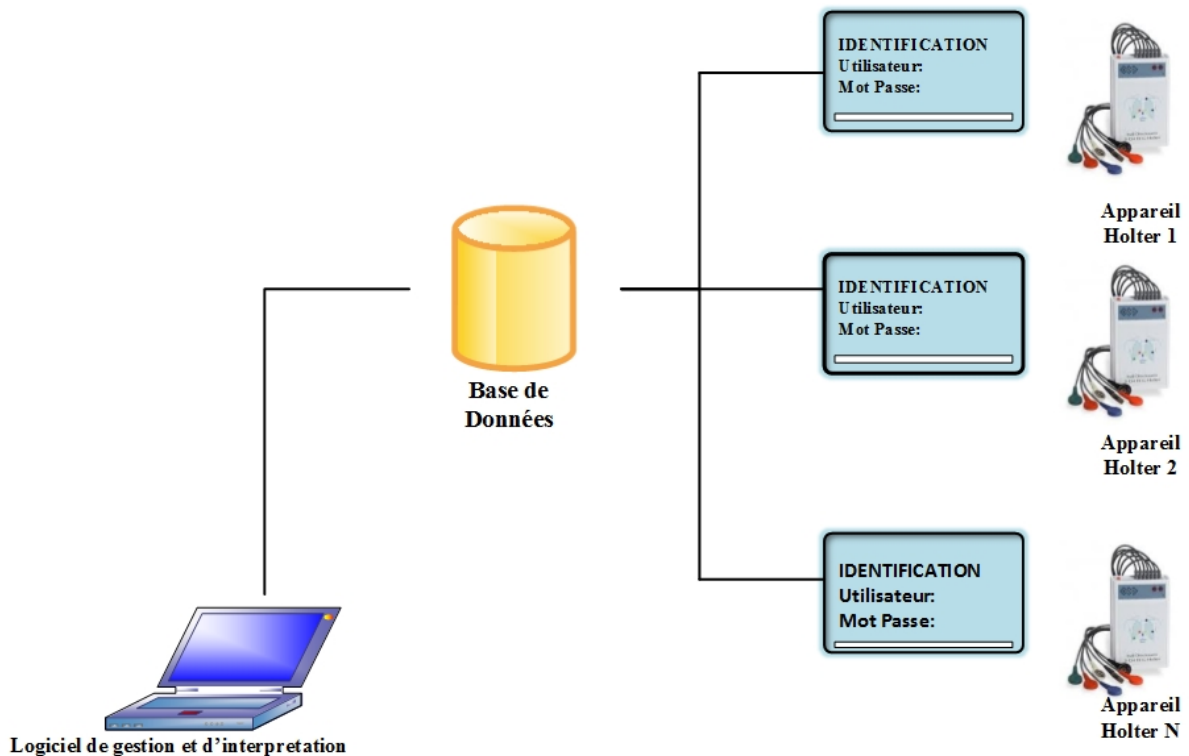 IDENTIFICATION
Utilisateur:
Mot Passe:
Appareil
Holter 1
IDENTIFICATION
Utilisateur:
Mot Passe:
Appareil
Holter 2
Base de
Données
IDENTIFICATION
Utilisateur:
Mot Passe:
Appareil
Holter N
Logiciel de gestion et d’interpretation